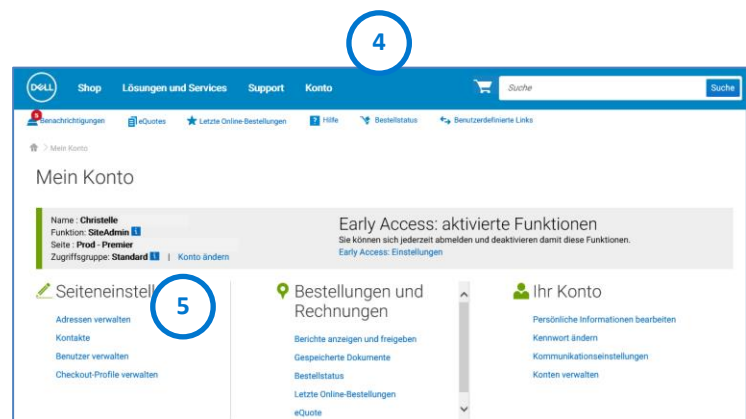 4
DELL
Shop Lösungen und Services Support Konto
Suche Suche
Benachrichtigungen eQuotes Letzte Online-Bestellungen ? Hilfe Bestellstatus Benutzerdefinierte Links
> Mein Konto
Mein Konto
Name : Christelle
Funktion: SiteAdmin i
Seite : Prod - Premier
Zugriffsgruppe: Standard i | Konto ändern
Early Access: aktivierte Funktionen
Sie können sich jederzeit abmelden und deaktivieren damit diese Funktionen.
Early Access: Einstellungen
Seiteneinstell
5
Adressen verwalten
Kontakte
Benutzer verwalten
Checkout-Profile verwalten
Bestellungen und
Rechnungen
Berichte anzeigen und freigeben
Gespeicherte Dokumente
Bestellstatus
Letzte Online-Bestellungen
eQuote
Ihr Konto
Persönliche Informationen bearbeiten
Kennwort ändern
Kommunikationseinstellungen
Konten verwalten